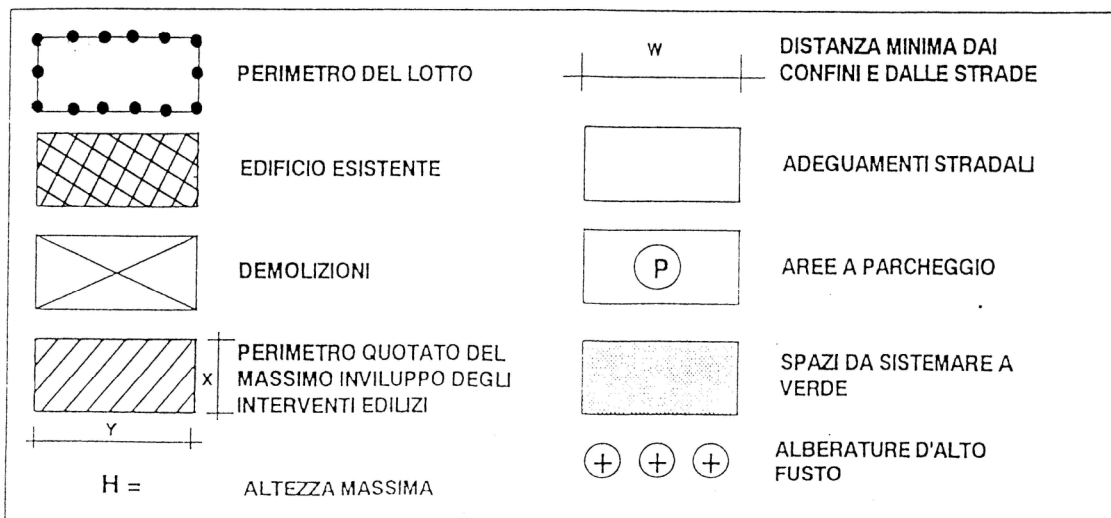 PERIMETRO DEL LOTTO
EDIFICIO ESISTENTE
DEMOLIZIONI
X
PERIMETRO QUOTATO DEL
MASSIMO INVILUPPO DEGLI
INTERVENTI EDILIZI
Y
H =
ALTEZZA MASSIMA
W
DISTANZA MINIMA DAI
CONFINI E DALLE STRADE
ADEGUAMENTI STRADALI
P
AREE A PARCHEGGIO
SPAZI DA SISTEMARE A
VERDE
ALBERATURE D'ALTO
FUSTO